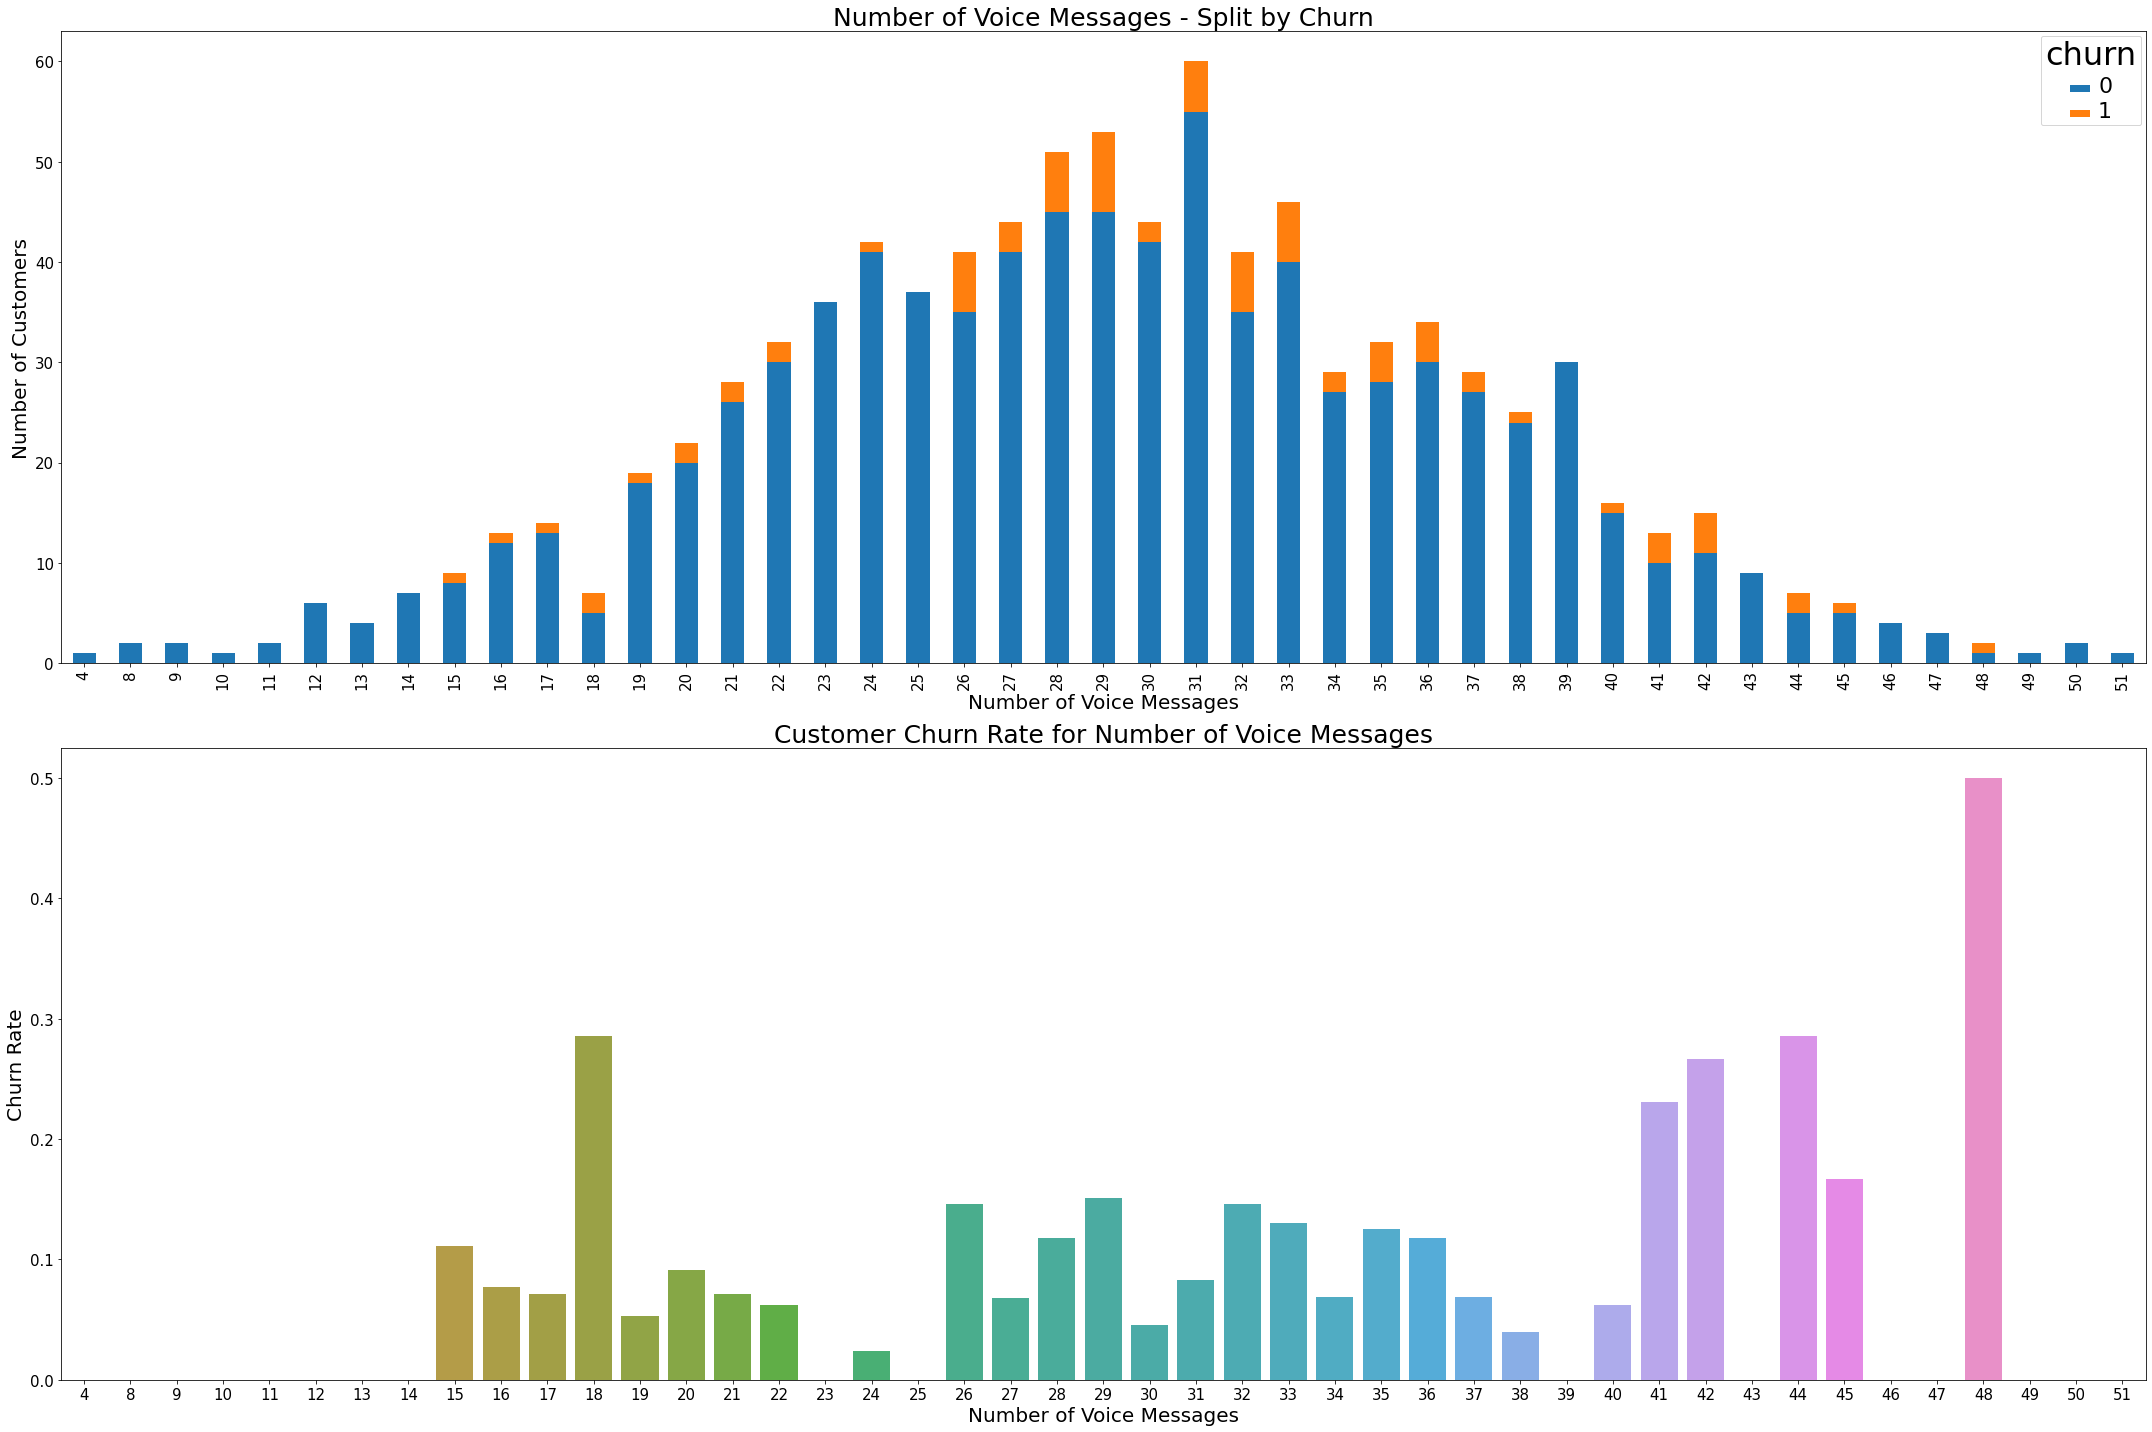 Number of Voice Messages - Split by Churn
churn
0
1
Number of Customers
60
50
40
30
20
10
0
4 8 9 10 11 12 13 14 15 16 17 18 19 20 21 22 23 24 25 26 27 28 29 30 31 32 33 34 35 36 37 38 39 40 41 42 43 44 45 46 47 48 49 50 51
Number of Voice Messages
Customer Churn Rate for Number of Voice Messages
Churn Rate
0.5
0.4
0.3
0.2
0.1
0.0
4 8 9 10 11 12 13 14 15 16 17 18 19 20 21 22 23 24 25 26 27 28 29 30 31 32 33 34 35 36 37 38 39 40 41 42 43 44 45 46 47 48 49 50 51
Number of Voice Messages